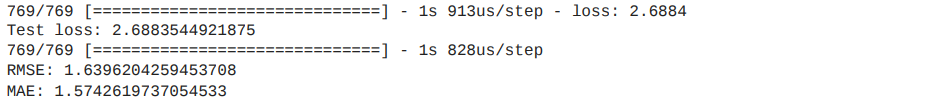 769/769 [==============================] - 1s 913us/step - loss: 2.6884
Test loss: 2.6883544921875
769/769 [==============================] - 1s 828us/step
RMSE: 1.6396204259453708
MAE: 1.5742619737054533